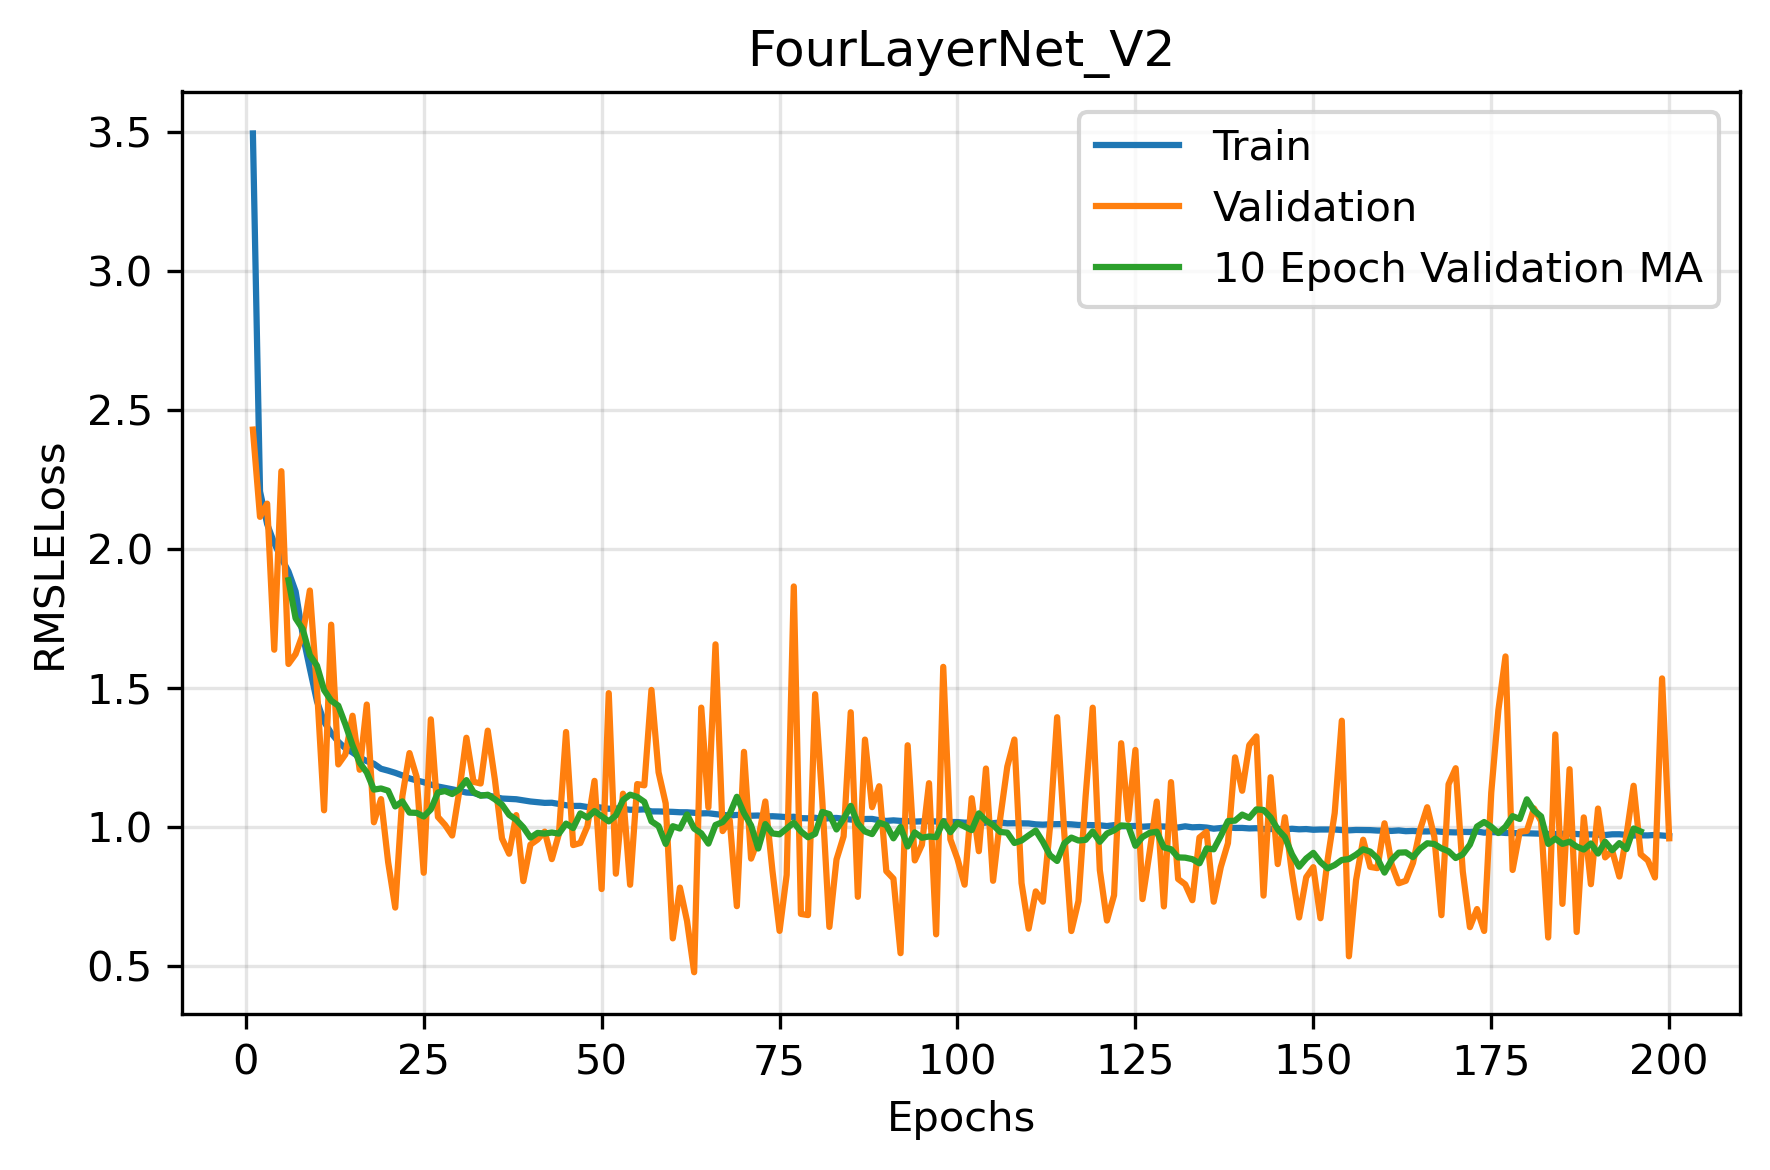 FourLayerNet_V2
3.5
3.0
2.5
2.0
1.5
1.0
0.5
RMSLELoss
Train
Validation
10 Epoch Validation MA
0 25 50 75 100 125 150 175 200
Epochs